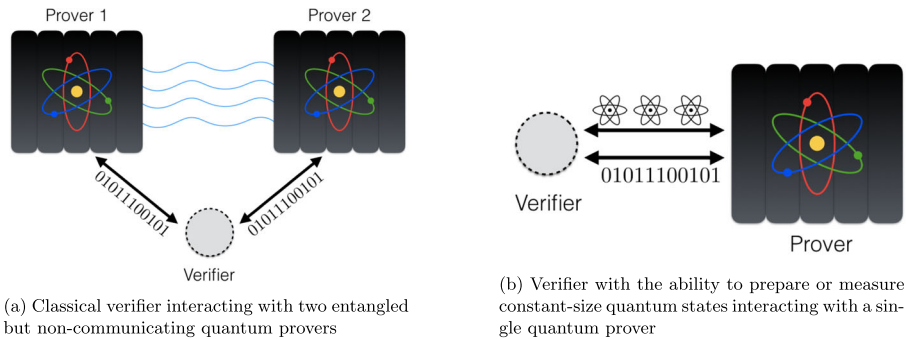 Prover 1
Prover 2
01011100101
01011100101
Verifier
(a) Classical verifier interacting with two entangled
but non-communicating quantum provers
01011100101
Verifier
Prover
(b) Verifier with the ability to prepare or measure
constant-size quantum states interacting with a sin-
gle quantum prover